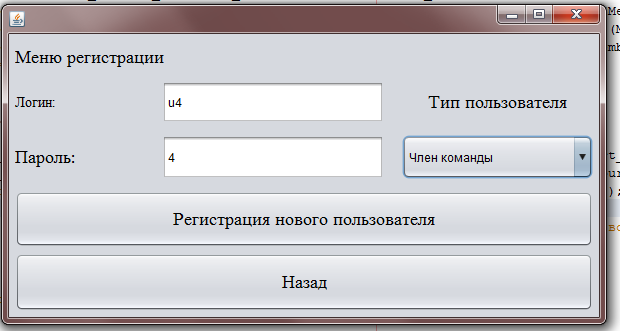 Меню регистрации
Логин:
u4
Тип пользователя
Пароль:
4
Член команды
Регистрация нового пользователя
Назад